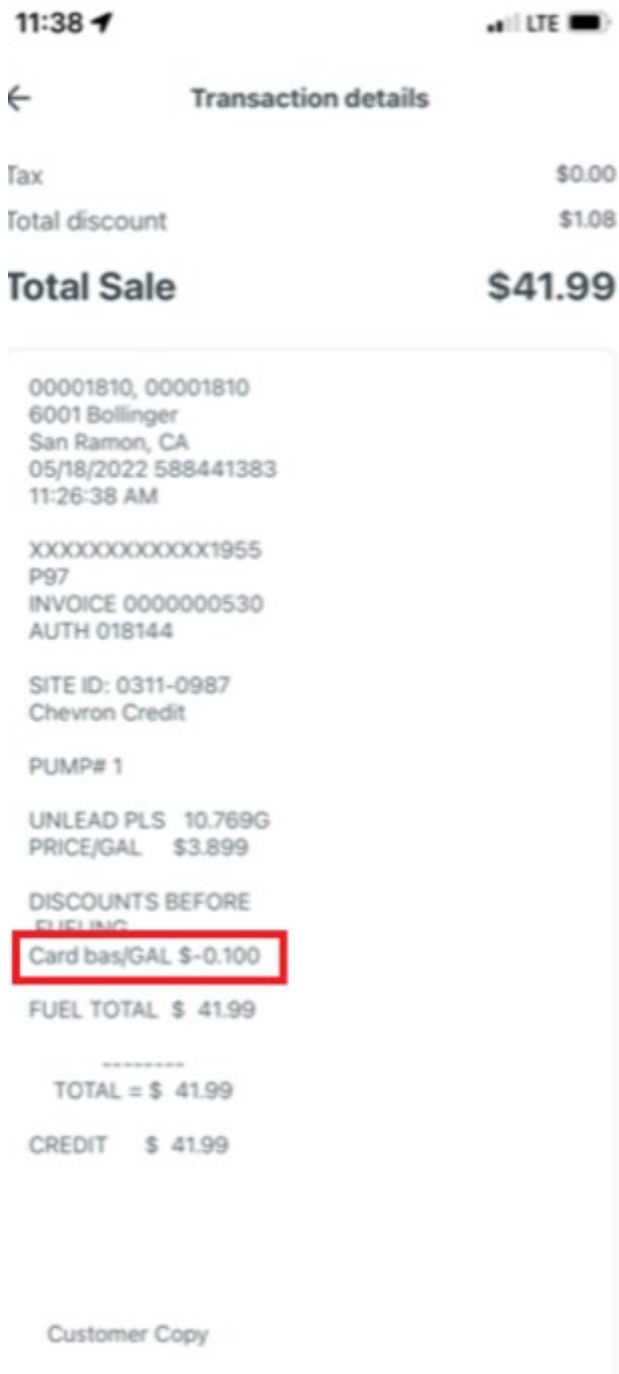 11:38 LTE
Transaction details
Tax $0.00
Total discount $1.08
Total Sale $41.99
00001810, 00001810
6001 Bollinger
San Ramon, CA
05/18/2022 588441383
11:26:38 AM
XXXXXXXXXXXX1955
P97
INVOICE 0000000530
AUTH 018144
SITE ID: 0311-0987
Chevron Credit
PUMP# 1
UNLEAD PLS 10.769G
PRICE/GAL $3.899
DISCOUNTS BEFORE
FUELING
Card bas/GAL $-0.100
FUEL TOTAL $ 41.99
--------
TOTAL = $ 41.99
CREDIT $ 41.99
Customer Copy